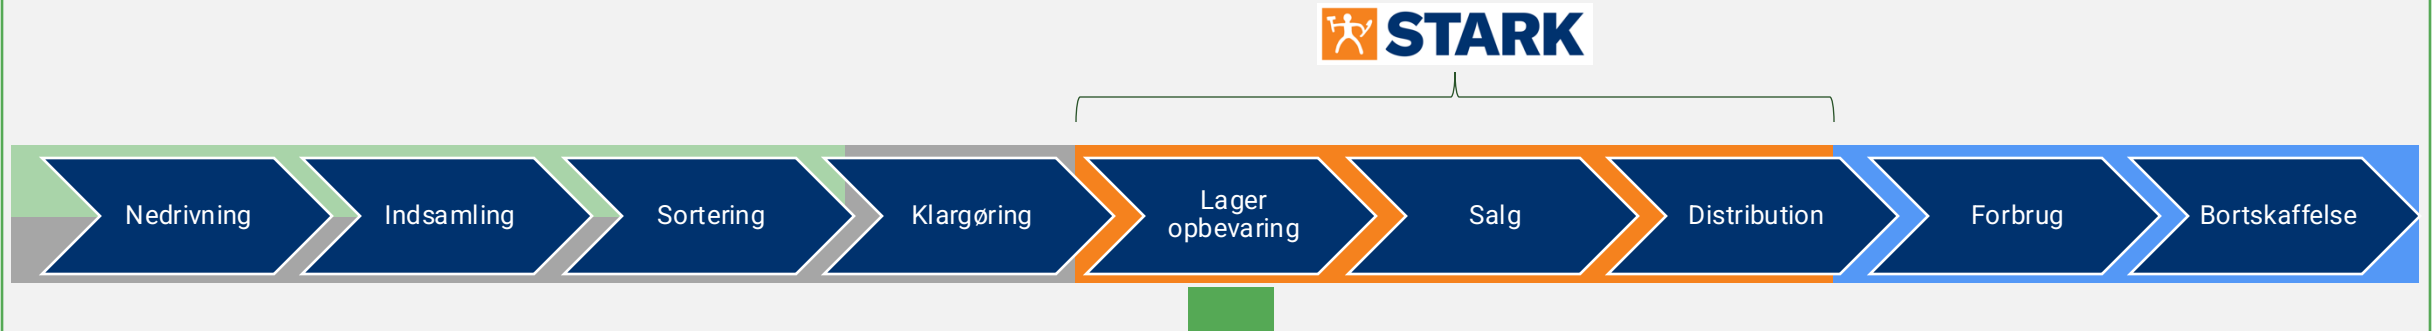 STARK
Nedrivning
Indsamling
Sortering
Klargøring
Lager
opbevaring
Salg
Distribution
Forbrug
Bortskaffelse